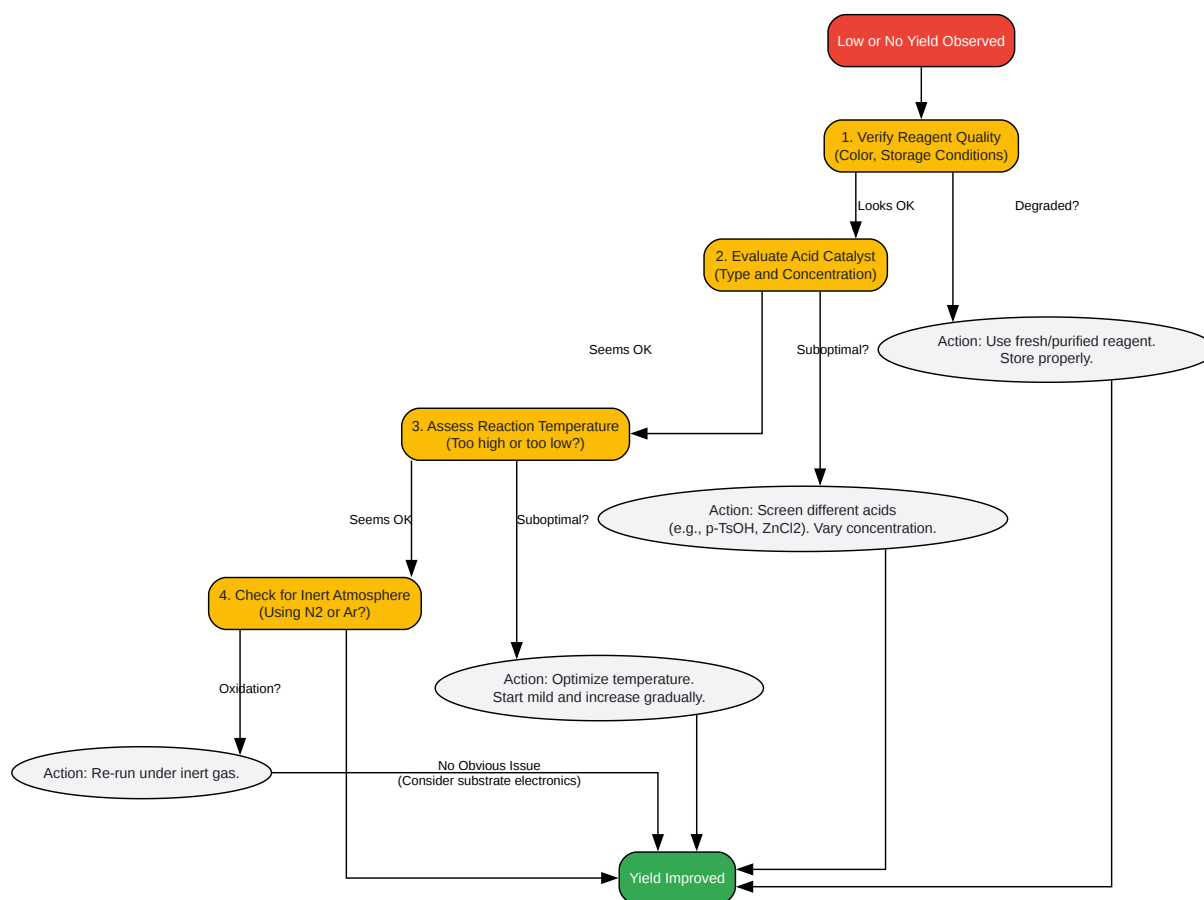 Low or No Yield Observed
1. Verify Reagent Quality
(Color, Storage Conditions)
Looks OK
Degraded?
2. Evaluate Acid Catalyst
(Type and Concentration)
Seems OK
Suboptimal?
Action: Use fresh/purified reagent.
Store properly.
3. Assess Reaction Temperature
(Too high or too low?)
Seems OK
Suboptimal?
Action: Screen different acids
(e.g., p-TsOH, ZnCl2). Vary concentration.
4. Check for Inert Atmosphere
(Using N2 or Ar?)
Oxidation?
Action: Optimize temperature.
Start mild and increase gradually.
Action: Re-run under inert gas.
No Obvious Issue
(Consider substrate electronics)
Yield Improved